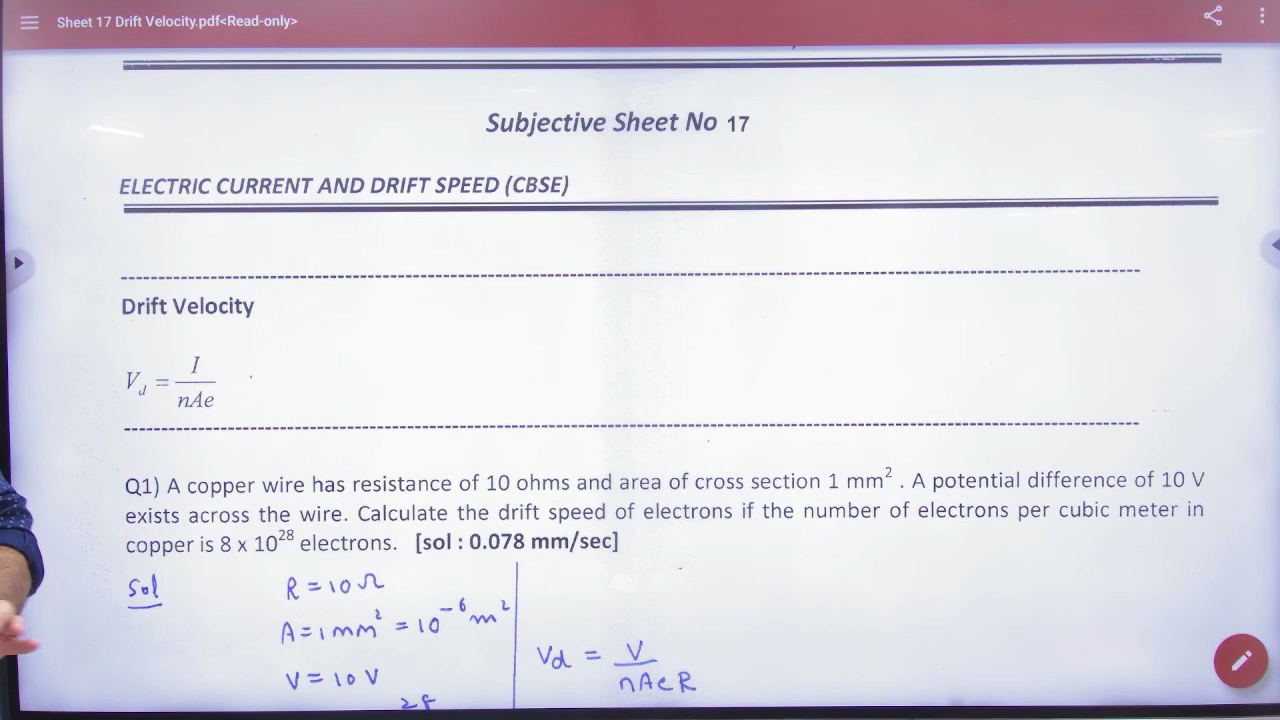 Sheet 17 Drift Velocity.pdf<Read-only>
Subjective Sheet No 17
ELECTRIC CURRENT AND DRIFT SPEED (CBSE)
Drift Velocity
V_d = I / nAe
Q1) A copper wire has resistance of 10 ohms and area of cross section 1 mm² . A potential difference of 10 V
exists across the wire. Calculate the drift speed of electrons if the number of electrons per cubic meter in
copper is 8 x 10²⁸ electrons. [sol : 0.078 mm/sec]
Sol R = 10 Ω
A = 1 mm² = 10⁻⁶ m²
Vd = V / nAeR
V = 10 V
28